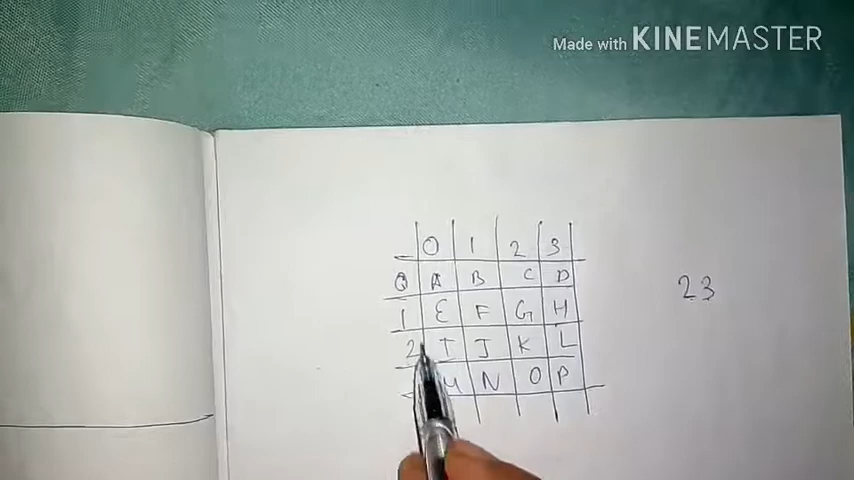 Made with KINEMASTER
0 1 2 3
0 A B C D 23
1 E F G H
2 I J K L
M N O P